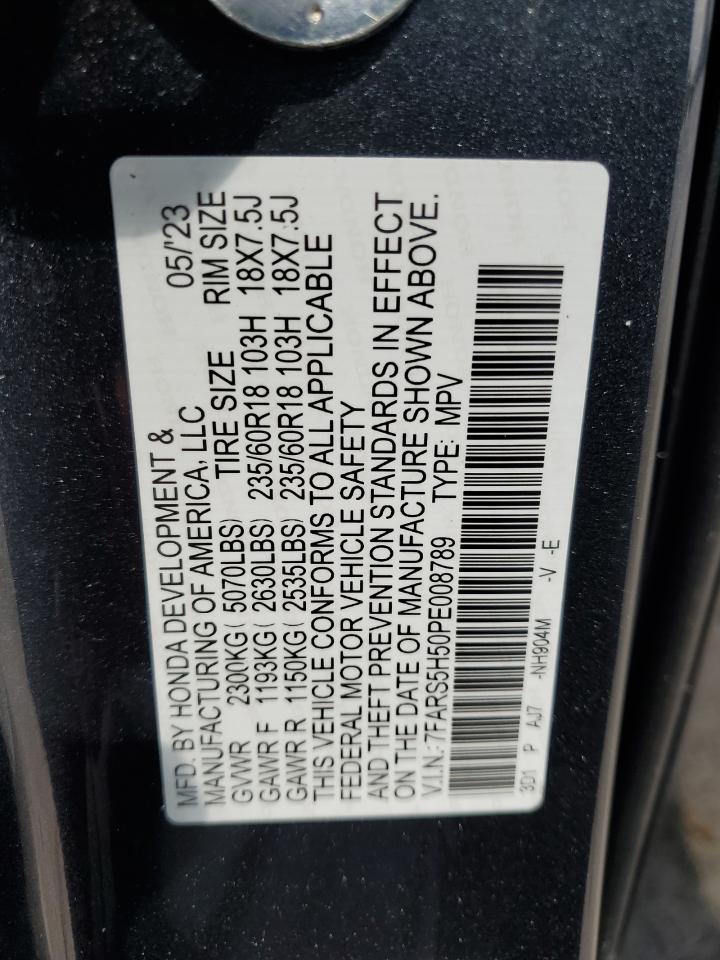 MFD. BY HONDA DEVELOPMENT &
MANUFACTURING OF AMERICA, LLC 05/'23
GVWR 2300KG( 5070LBS) TIRE SIZE RIM SIZE
GAWR F 1193KG( 2630LBS) 235/60R18 103H 18X7.5J
GAWR R 1150KG( 2535LBS) 235/60R18 103H 18X7.5J
THIS VEHICLE CONFORMS TO ALL APPLICABLE
FEDERAL MOTOR VEHICLE SAFETY
AND THEFT PREVENTION STANDARDS IN EFFECT
ON THE DATE OF MANUFACTURE SHOWN ABOVE.
V.I.N.: 7FARS5H50PE008789 TYPE: MPV
3D1 P AJ7 -NH904M -V -E